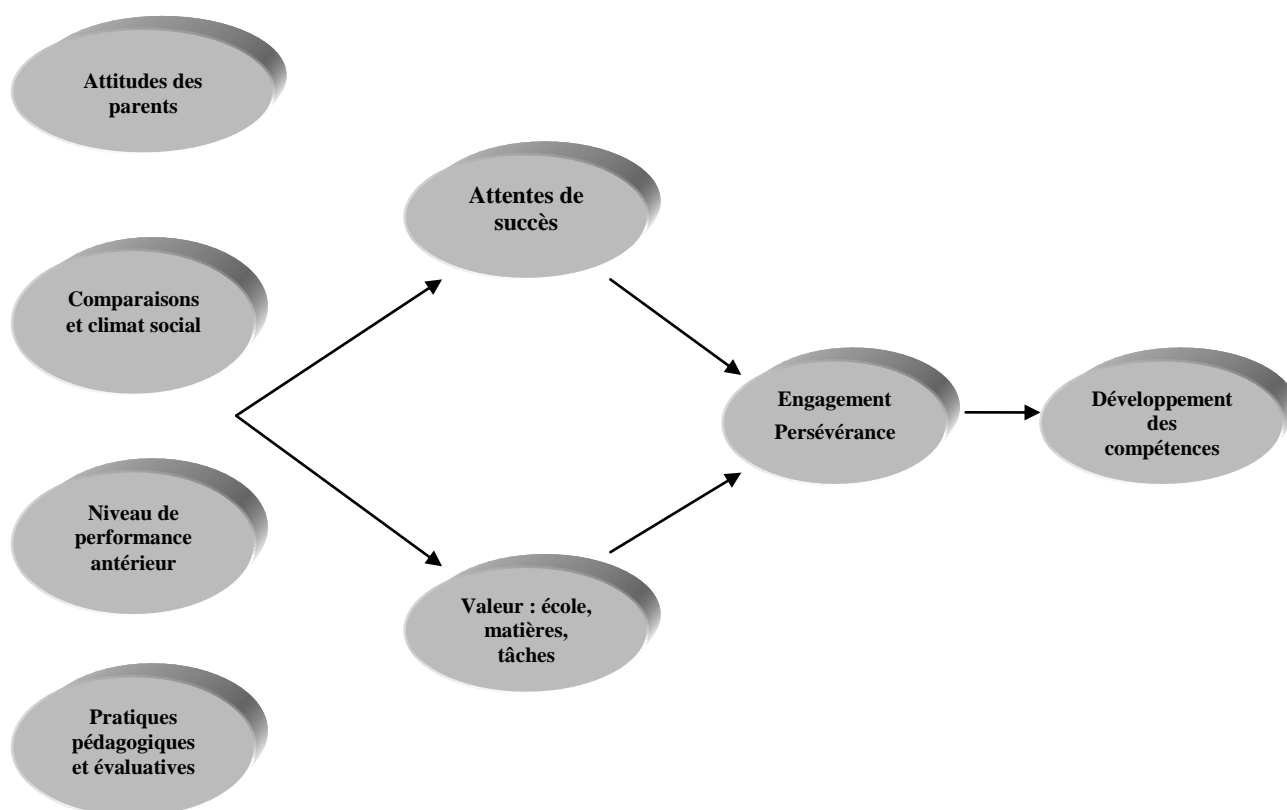 Attitudes des
parents
Comparaisons
et climat social
Niveau de
performance
antérieur
Pratiques
pédagogiques
et évaluatives
Attentes de
succès
Valeur : école,
matières,
tâches
Engagement
Persévérance
Développement
des
compétences